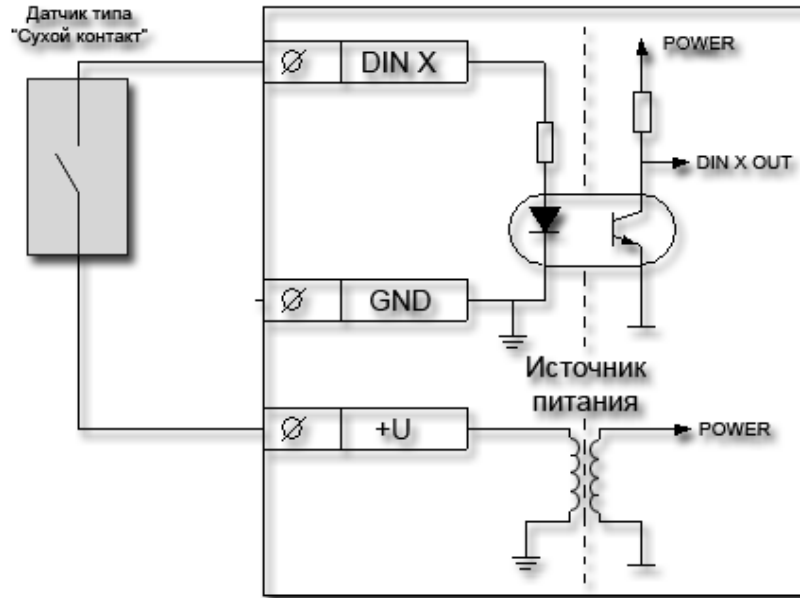 Датчик типа
"Сухой контакт"
DIN X
POWER
DIN X OUT
GND
Источник
питания
+U
POWER